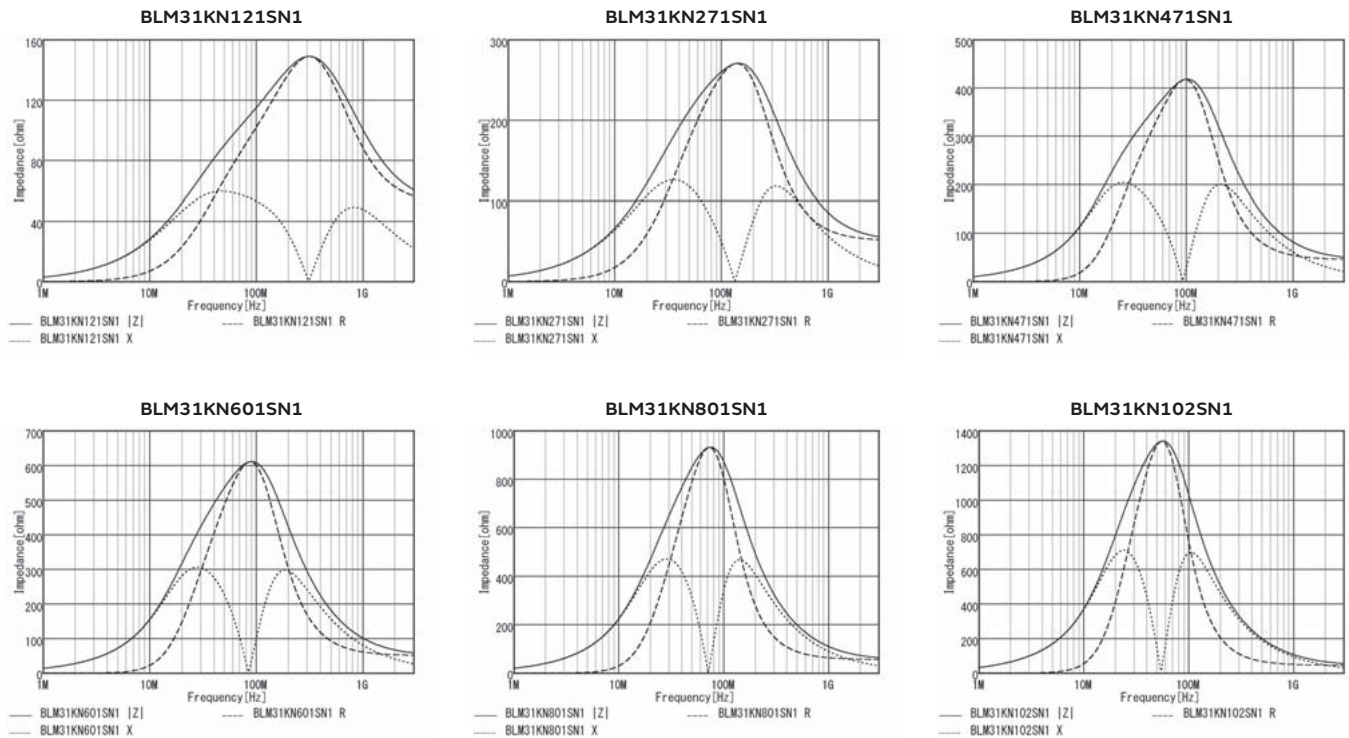 BLM31KN121SN1
160
120
80
40
0
Impedance[ohm]
1M
10M
100M
1G
Frequency[Hz]
BLM31KN121SN1 |Z|
BLM31KN121SN1 R
BLM31KN121SN1 X
BLM31KN271SN1
300
200
100
0
Impedance[ohm]
1M
10M
100M
1G
Frequency[Hz]
BLM31KN271SN1 |Z|
BLM31KN271SN1 R
BLM31KN271SN1 X
BLM31KN471SN1
500
400
300
200
100
0
Impedance[ohm]
1M
10M
100M
1G
Frequency[Hz]
BLM31KN471SN1 |Z|
BLM31KN471SN1 R
BLM31KN471SN1 X
BLM31KN601SN1
700
600
500
400
300
200
100
0
Impedance[ohm]
1M
10M
100M
1G
Frequency[Hz]
BLM31KN601SN1 |Z|
BLM31KN601SN1 R
BLM31KN601SN1 X
BLM31KN801SN1
1000
800
600
400
200
0
Impedance[ohm]
1M
10M
100M
1G
Frequency[Hz]
BLM31KN801SN1 |Z|
BLM31KN801SN1 R
BLM31KN801SN1 X
BLM31KN102SN1
1400
1200
1000
800
600
400
200
0
Impedance[ohm]
1M
10M
100M
1G
Frequency[Hz]
BLM31KN102SN1 |Z|
BLM31KN102SN1 R
BLM31KN102SN1 X